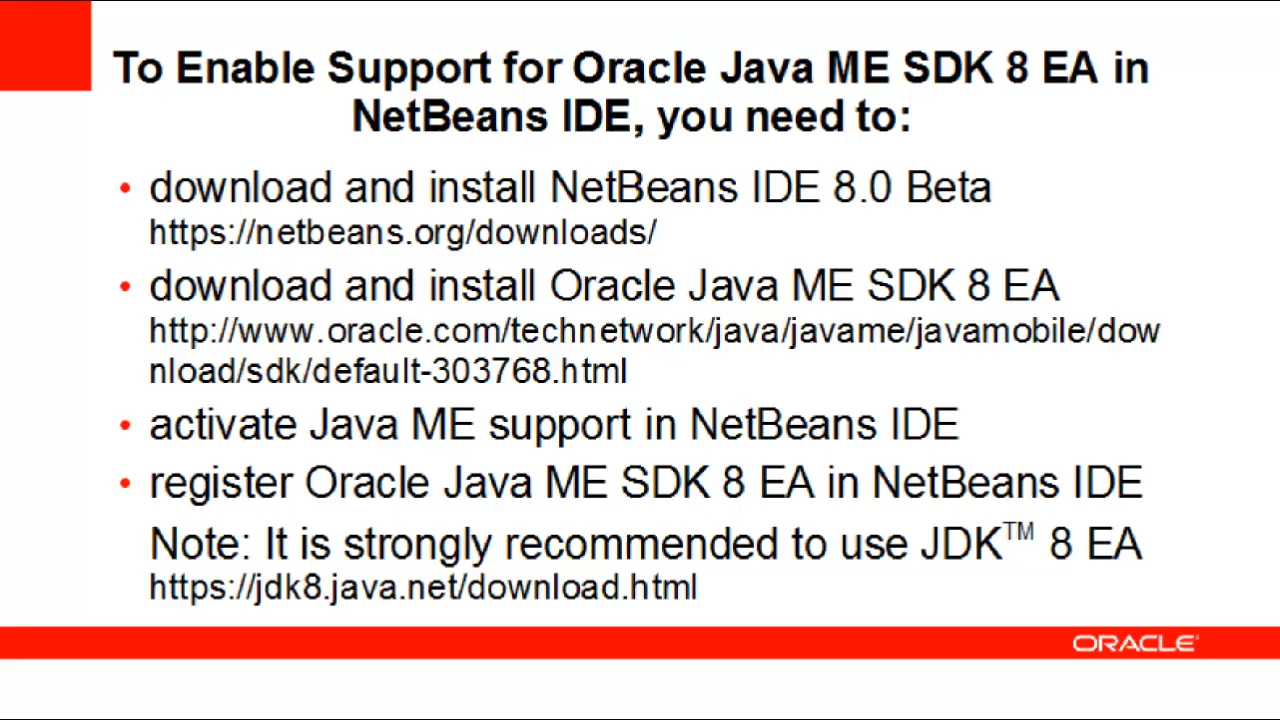 To Enable Support for Oracle Java ME SDK 8 EA in
NetBeans IDE, you need to:
• download and install NetBeans IDE 8.0 Beta
https://netbeans.org/downloads/
• download and install Oracle Java ME SDK 8 EA
http://www.oracle.com/technetwork/java/javame/javamobile/dow
nload/sdk/default-303768.html
• activate Java ME support in NetBeans IDE
• register Oracle Java ME SDK 8 EA in NetBeans IDE
Note: It is strongly recommended to use JDK™ 8 EA
https://jdk8.java.net/download.html
ORACLE